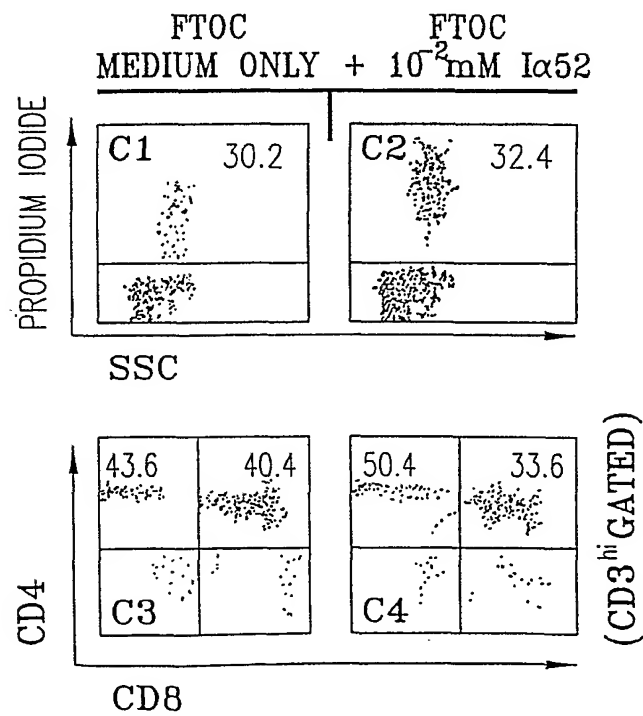 FTOC FTOC
MEDIUM ONLY + 10⁻²mM Iα52
PROPIDIUM IODIDE
C1 30.2
C2 32.4
SSC
43.6 40.4
C3
50.4 33.6
C4
CD4
(CD3ʰⁱ GATED)
CD8